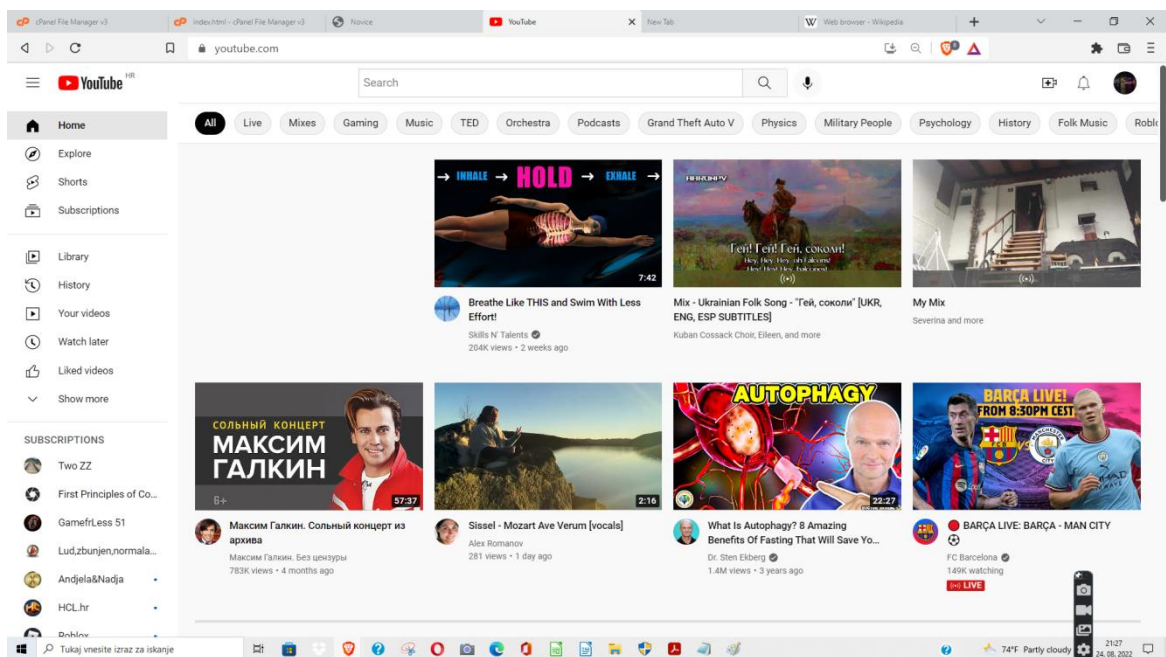 cPanel File Manager v3
index.html - cPanel File Manager v3
Novice
YouTube
New Tab
Web browser - Wikipedia
youtube.com
YouTube HR
Search
Home
Explore
Shorts
Subscriptions
Library
History
Your videos
Watch later
Liked videos
Show more
SUBSCRIPTIONS
Two ZZ
First Principles of Co...
GamefrLess 51
Lud,zbunjen,normala...
Andjela&Nadja
HCL.hr
Roblox
All Live Mixes Gaming Music TED Orchestra Podcasts Grand Theft Auto V Physics Military People Psychology History Folk Music Roblo
→ INHALE → HOLD → EXHALE →
7:42
Breathe Like THIS and Swim With Less
Effort!
Skills N' Talents
204K views • 2 weeks ago
Гей! Гей! Гей, соколи!
Hey, Hey, Hey, oh falcons!
Mix - Ukrainian Folk Song - "Гей, соколи" [UKR,
ENG, ESP SUBTITLES]
Kuban Cossack Choir, Eileen, and more
My Mix
Severina and more
СОЛЬНЫЙ КОНЦЕРТ
МАКСИМ
ГАЛКИН
6+
57:37
Максим Галкин. Сольный концерт из
архива
Максим Галкин. Без цензуры
783K views • 4 months ago
2:16
Sissel - Mozart Ave Verum [vocals]
Alex Romanov
281 views • 1 day ago
AUTOPHAGY
22:27
What Is Autophagy? 8 Amazing
Benefits Of Fasting That Will Save Yo...
Dr. Sten Ekberg
1.4M views • 3 years ago
BARÇA LIVE!
FROM 8:30PM CEST
VS
🔴 BARÇA LIVE: BARÇA - MAN CITY
⚽
FC Barcelona
149K watching
LIVE
Tukaj vnesite izraz za iskanje
74°F Partly cloudy
21:27
24. 08. 2022